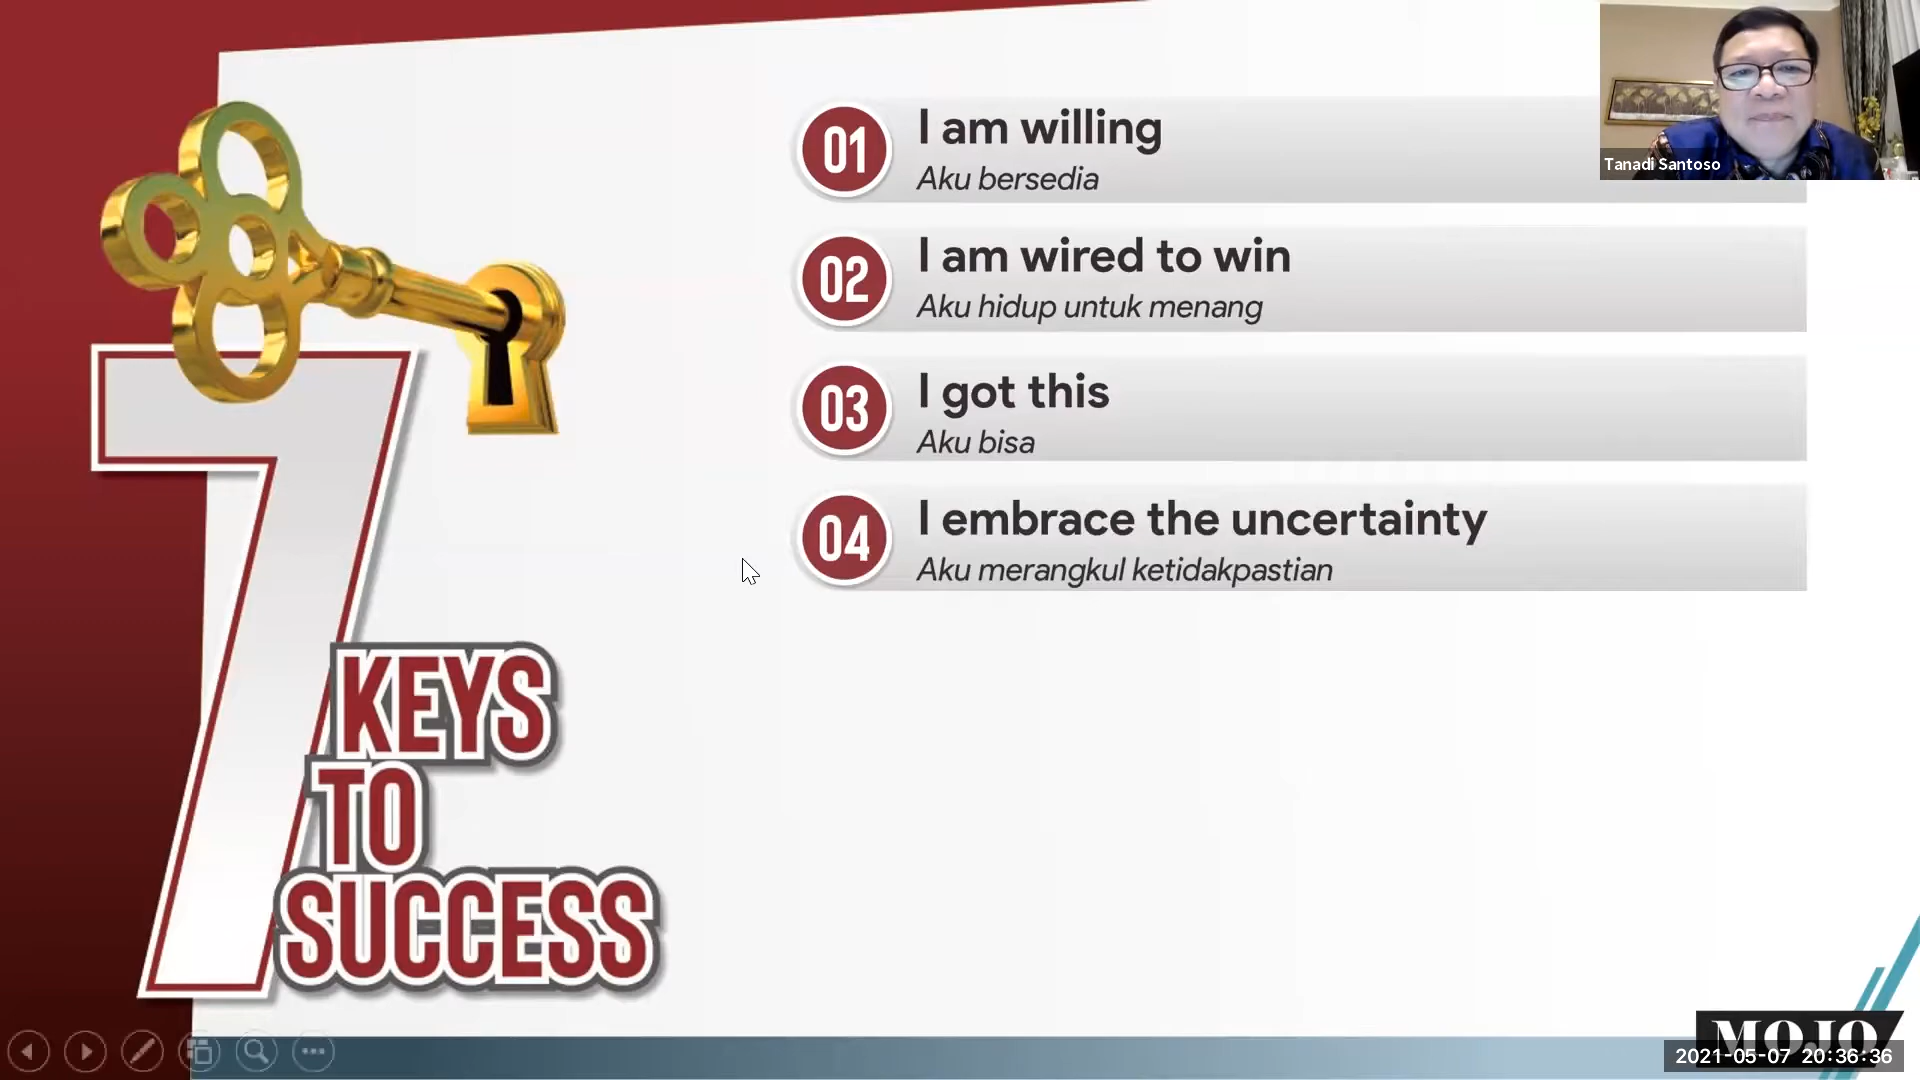 7
KEYS
TO
SUCCESS
01
I am willing
Aku bersedia
02
I am wired to win
Aku hidup untuk menang
03
I got this
Aku bisa
04
I embrace the uncertainty
Aku merangkul ketidakpastian
Tanadi Santoso
MOJO
2021-05-07 20:36:36